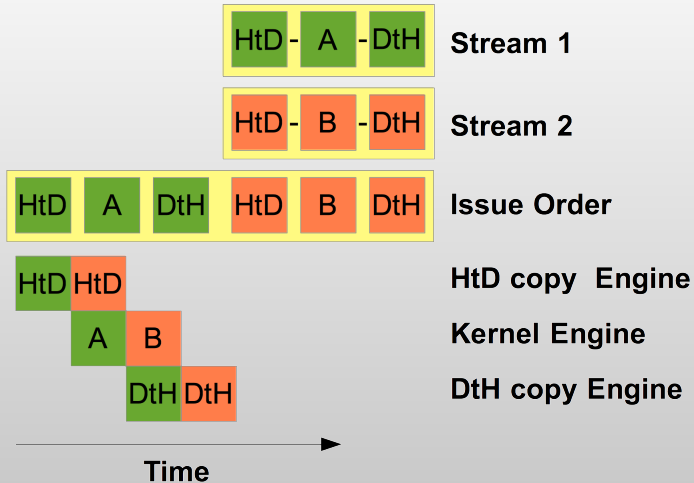 HtD - A - DtH Stream 1
HtD - B - DtH Stream 2
HtD A DtH HtD B DtH Issue Order
HtD HtD HtD copy Engine
A B Kernel Engine
DtH DtH DtH copy Engine
Time